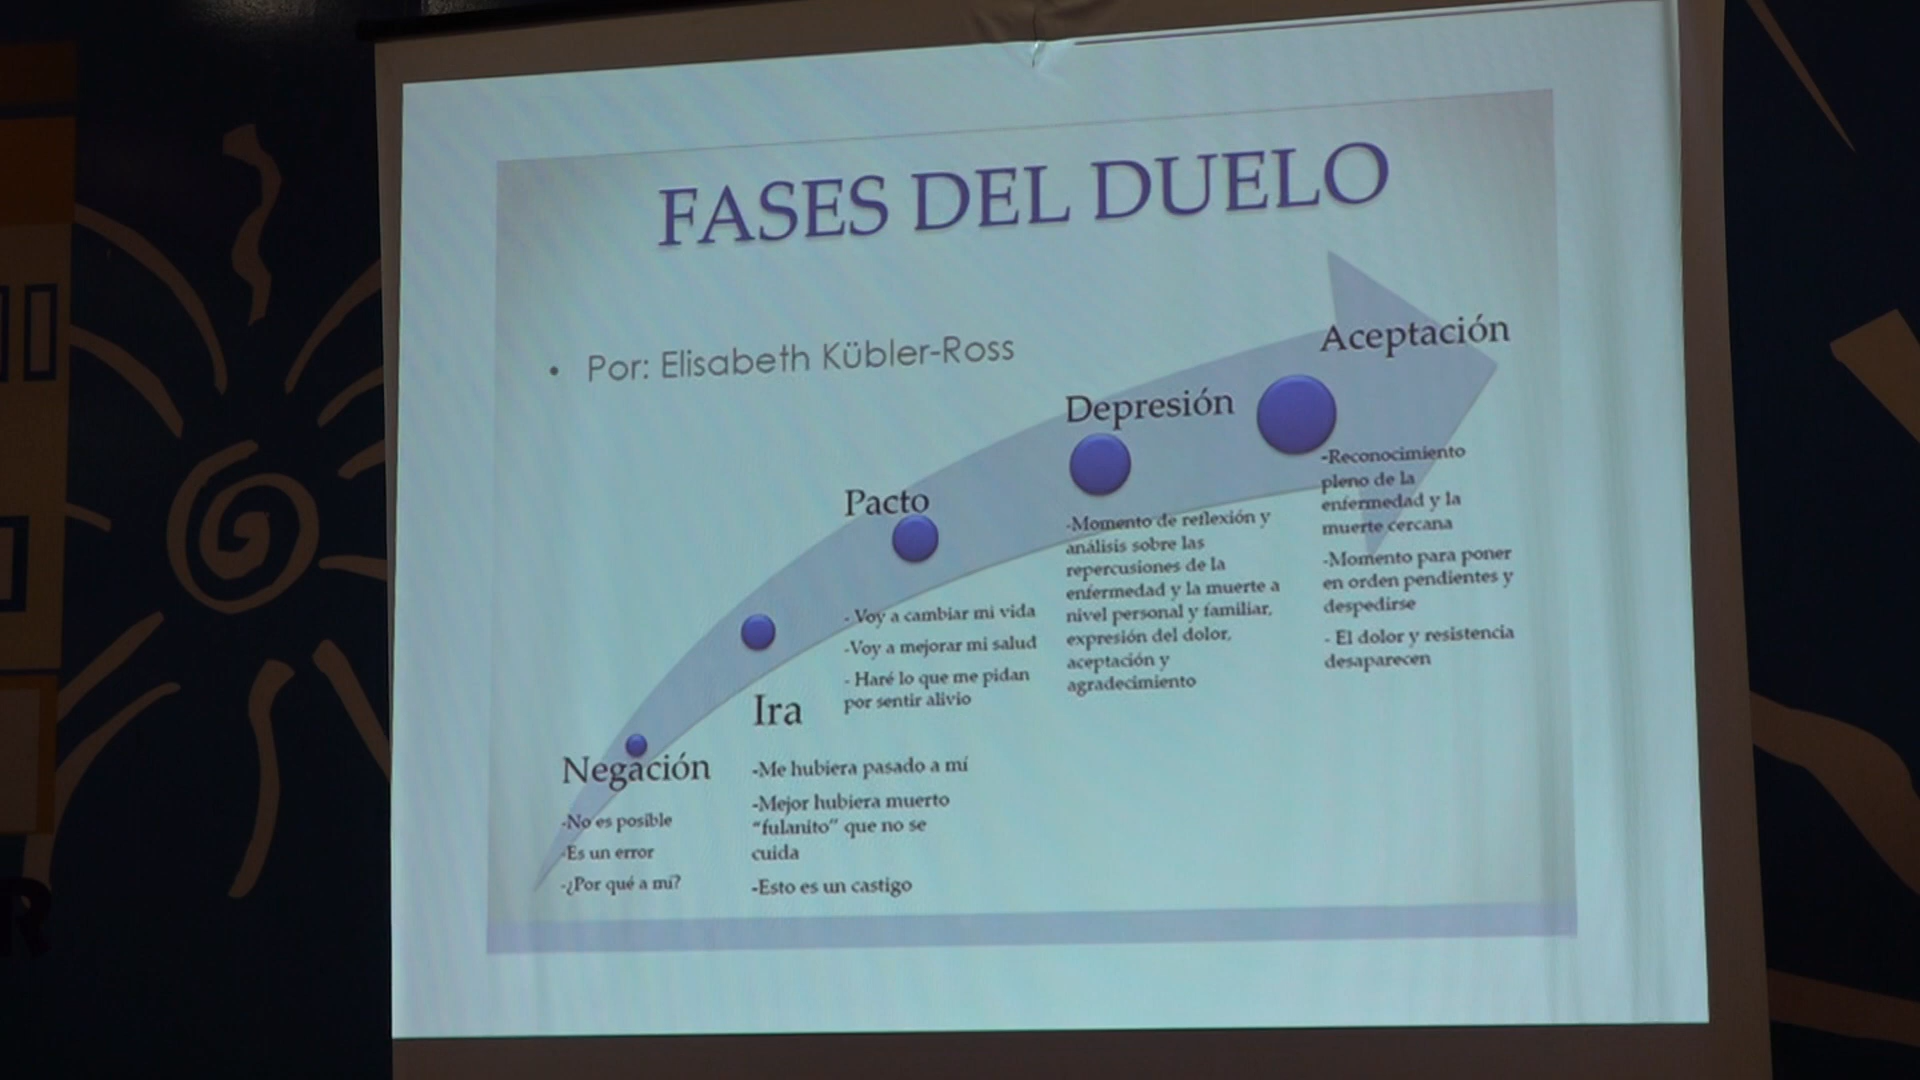 FASES DEL DUELO
• Por: Elisabeth Kübler-Ross
Negación
-No es posible
-Es un error
-¿Por qué a mí?
Ira
-Me hubiera pasado a mí
-Mejor hubiera muerto
“fulanito” que no se
cuida
-Esto es un castigo
Pacto
- Voy a cambiar mi vida
-Voy a mejorar mi salud
- Haré lo que me pidan
por sentir alivio
Depresión
-Momento de reflexión y
análisis sobre las
repercusiones de la
enfermedad y la muerte a
nivel personal y familiar,
expresión del dolor,
aceptación y
agradecimiento
Aceptación
-Reconocimiento
pleno de la
enfermedad y la
muerte cercana
-Momento para poner
en orden pendientes y
despedirse
- El dolor y resistencia
desaparecen
R